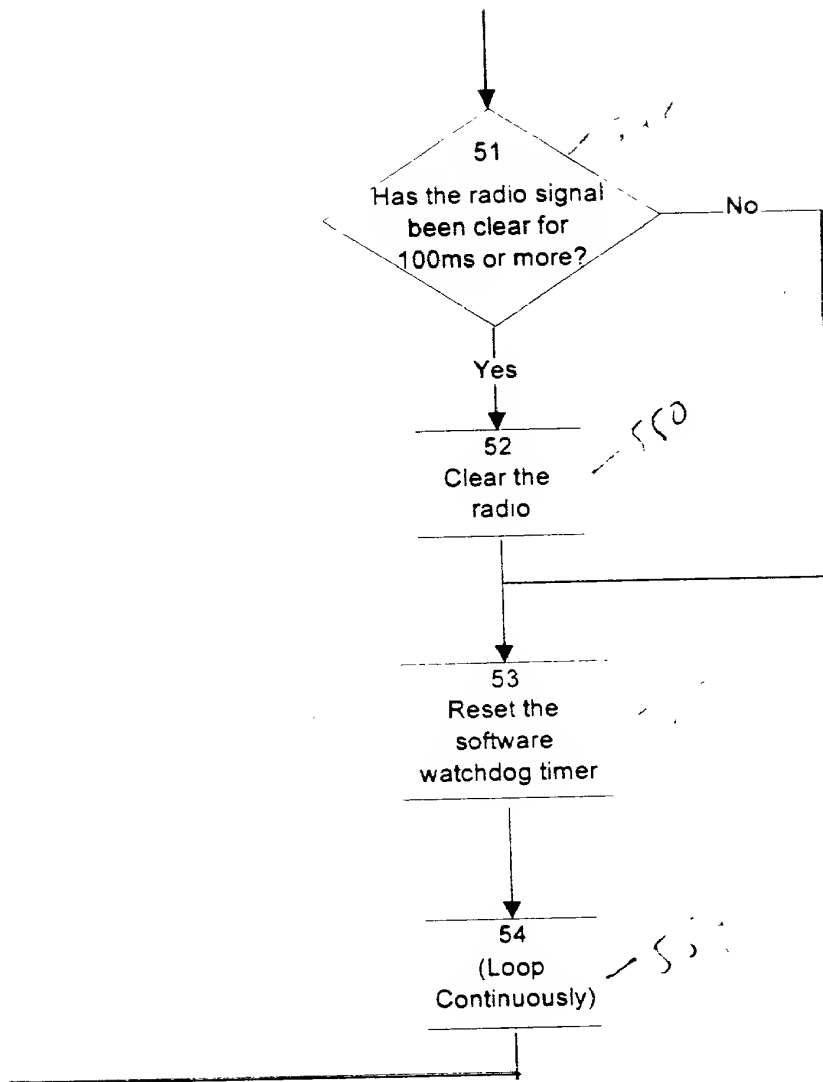 51
Has the radio signal
been clear for
100ms or more?
No
Yes
550
52
Clear the
radio
53
Reset the
software
watchdog timer
54
(Loop
Continuously)